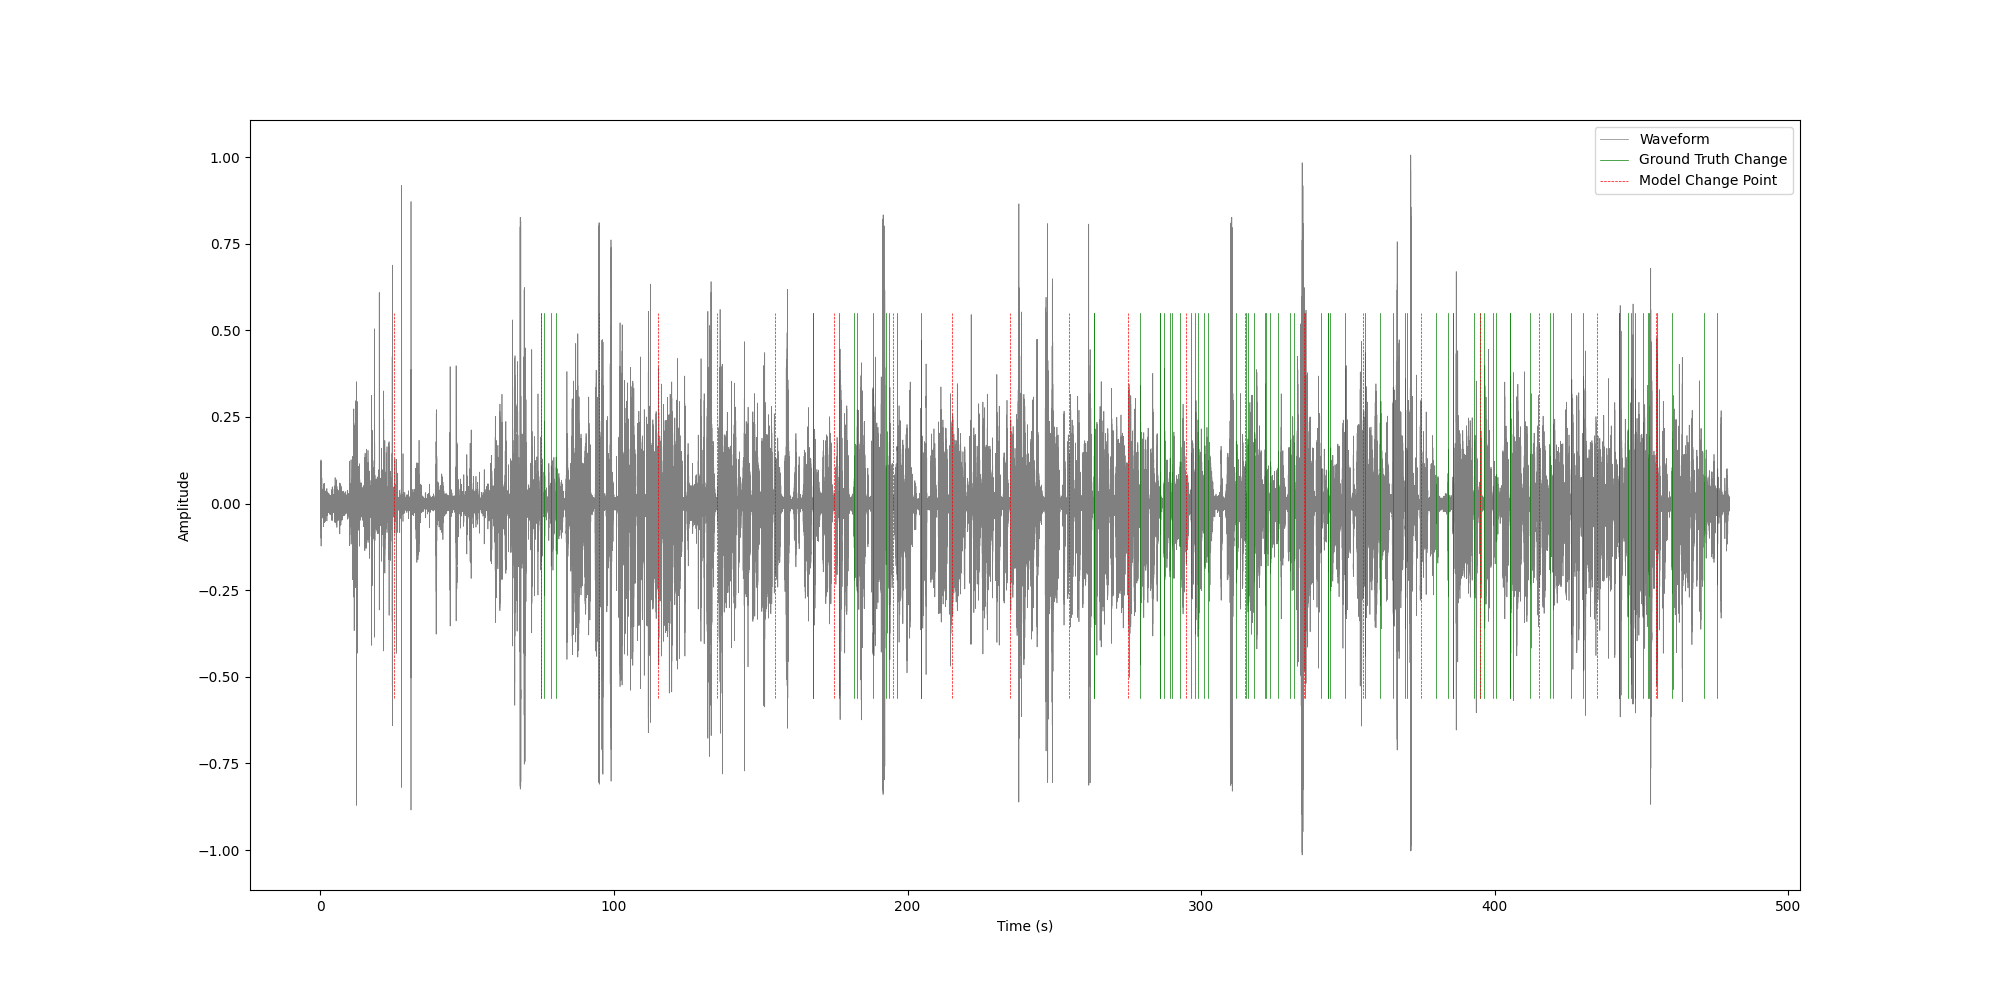 Waveform
Ground Truth Change
Model Change Point
1.00
0.75
0.50
0.25
0.00
−0.25
−0.50
−0.75
−1.00
Amplitude
0 100 200 300 400 500
Time (s)